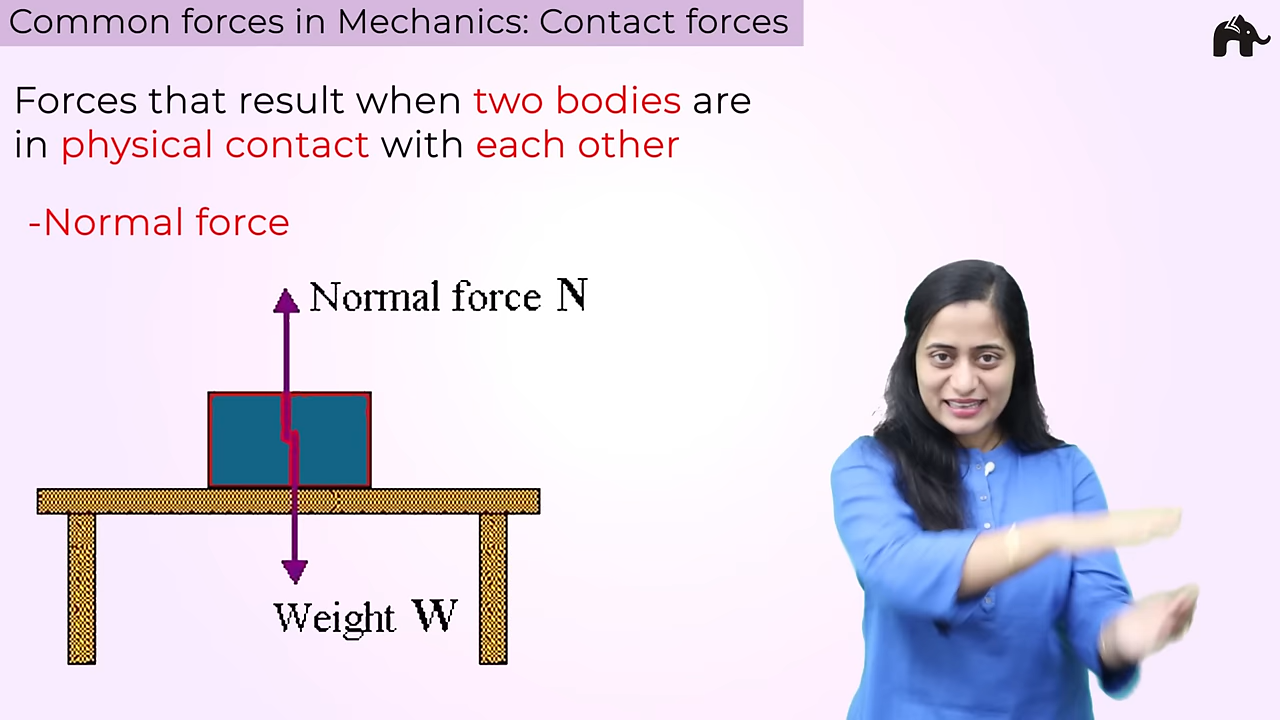 Common forces in Mechanics: Contact forces
Forces that result when two bodies are
in physical contact with each other
-Normal force
Normal force N
Weight W